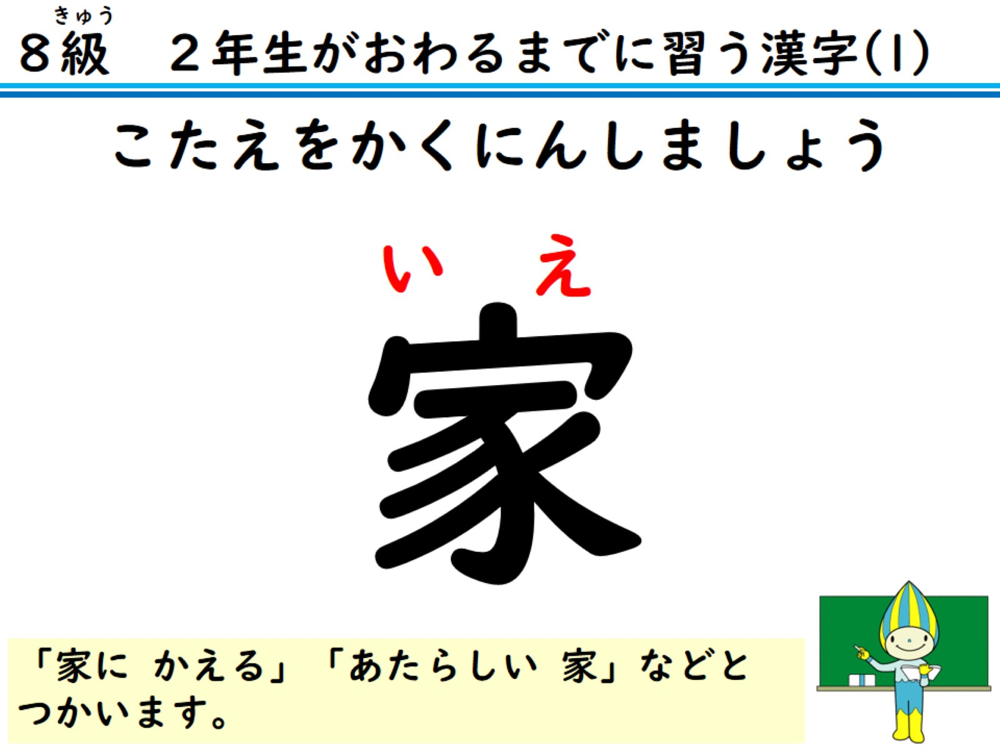 きゅう
８級　２年生がおわるまでに習う漢字(１)
こたえをかくにんしましょう
いえ
家
「家に かえる」「あたらしい 家」などと
つかいます。